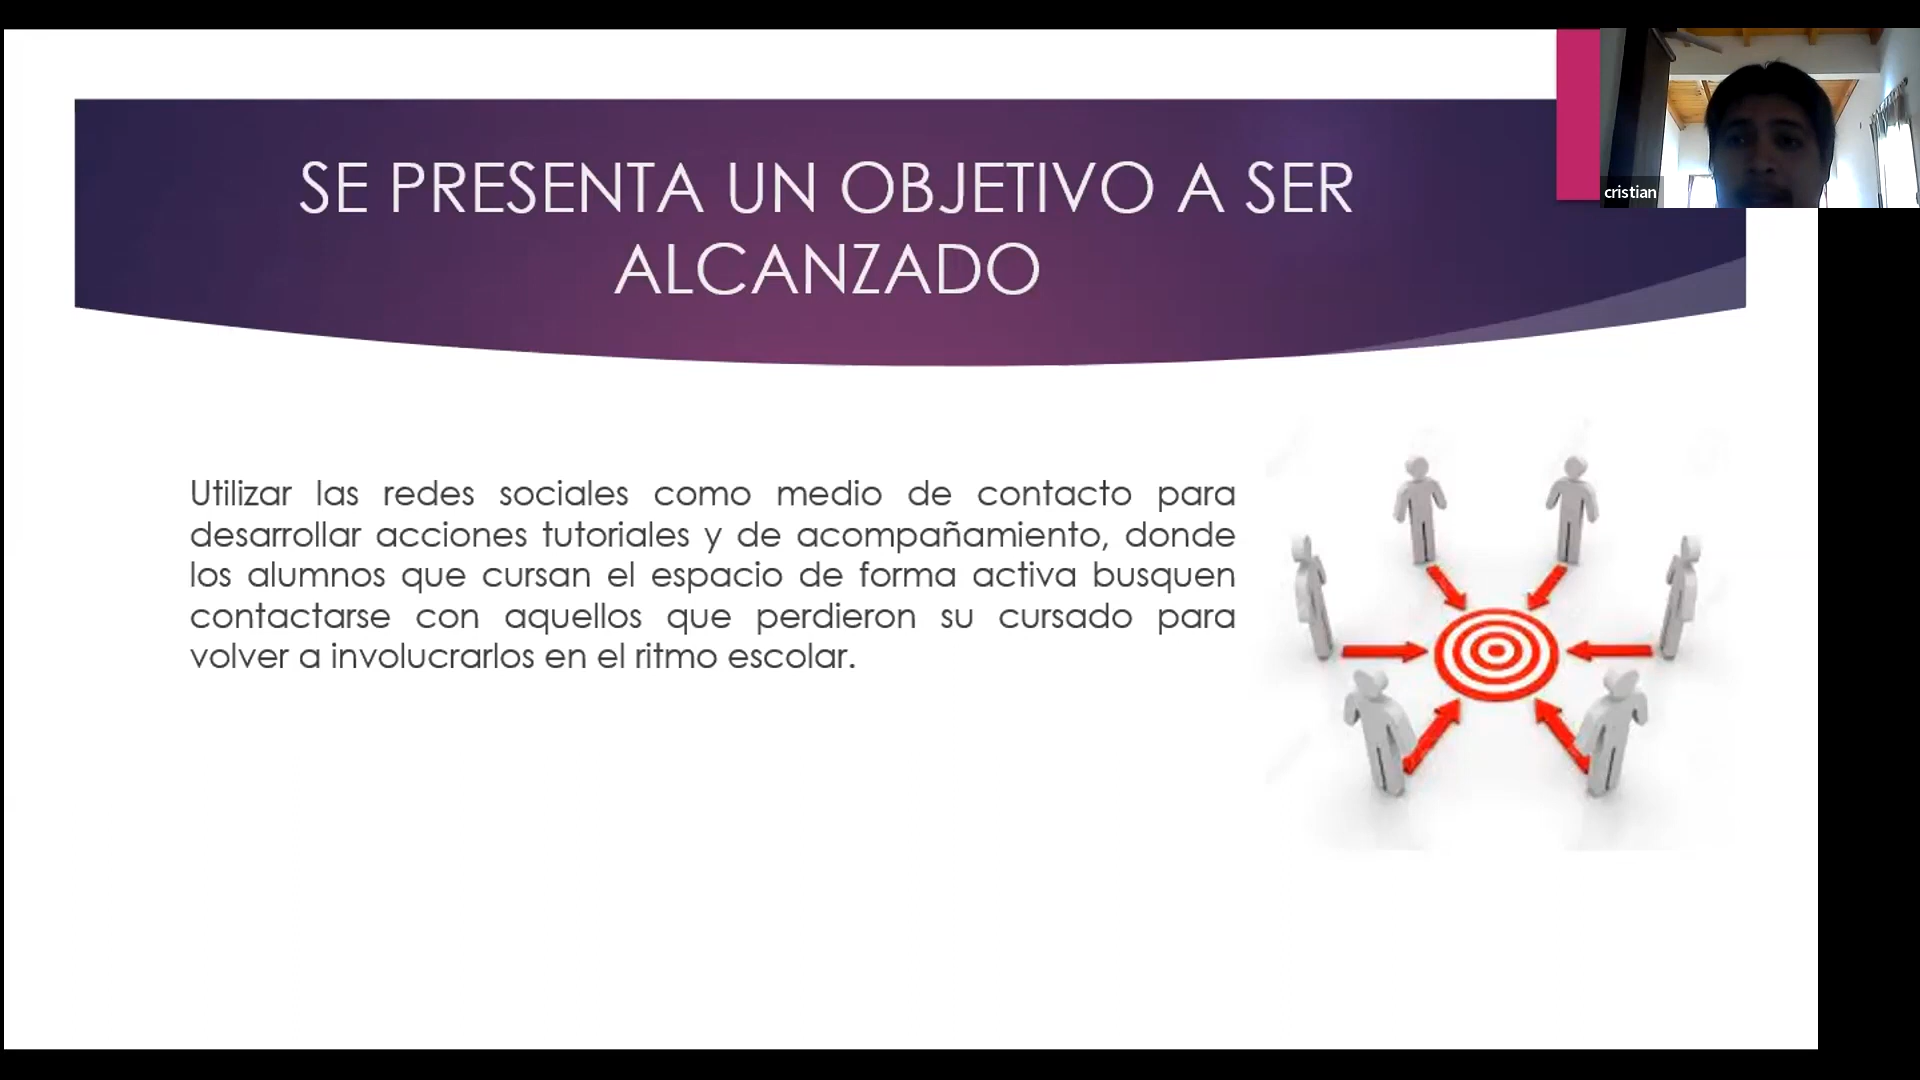 SE PRESENTA UN OBJETIVO A SER
ALCANZADO
cristian
Utilizar las redes sociales como medio de contacto para
desarrollar acciones tutoriales y de acompañamiento, donde
los alumnos que cursan el espacio de forma activa busquen
contactarse con aquellos que perdieron su cursado para
volver a involucrarlos en el ritmo escolar.